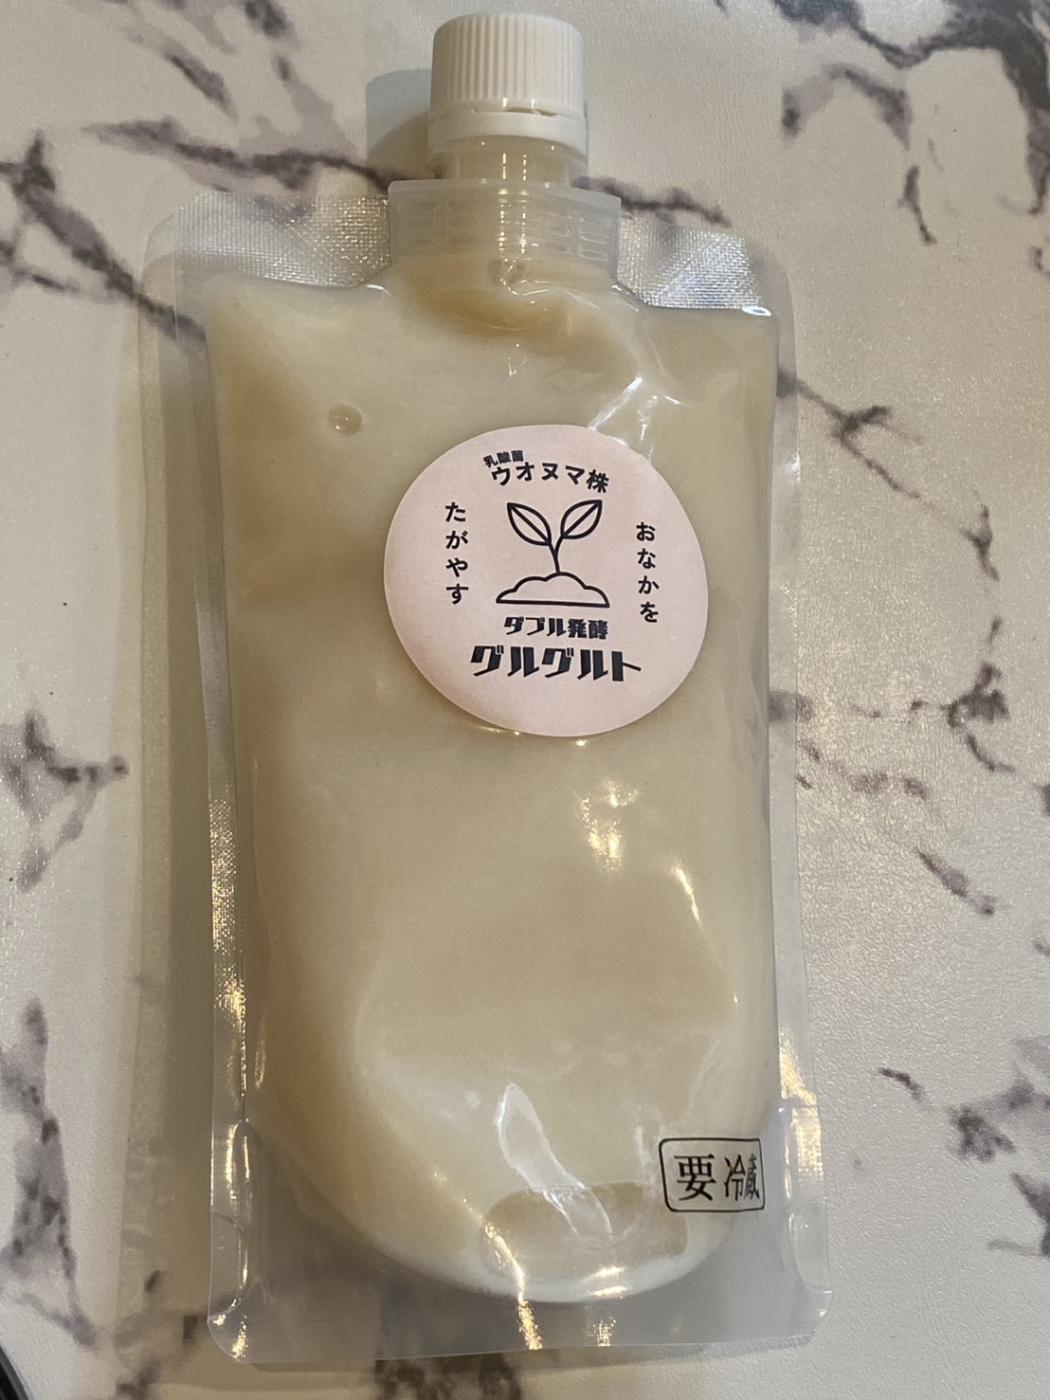 乳酸菌
ウオヌマ株
おなかを
たがやす
ダブル発酵
グルグルト
要冷蔵